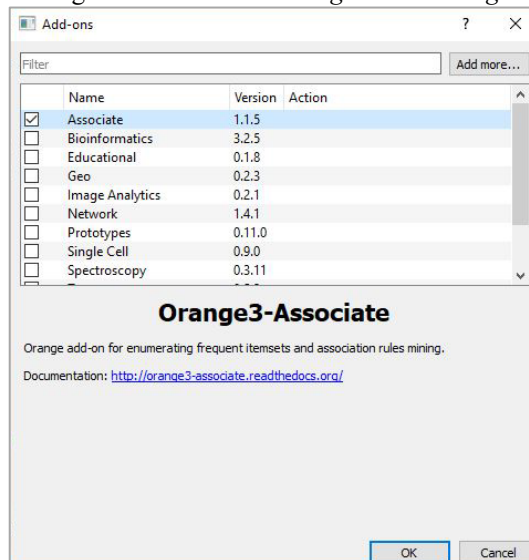 Add-ons ? ×
Filter Add more...
Name Version Action
Associate 1.1.5
Bioinformatics 3.2.5
Educational 0.1.8
Geo 0.2.3
Image Analytics 0.2.1
Network 1.4.1
Prototypes 0.11.0
Single Cell 0.9.0
Spectroscopy 0.3.11
Orange3-Associate
Orange add-on for enumerating frequent itemsets and association rules mining.
Documentation: http://orange3-associate.readthedocs.org/
OK Cancel